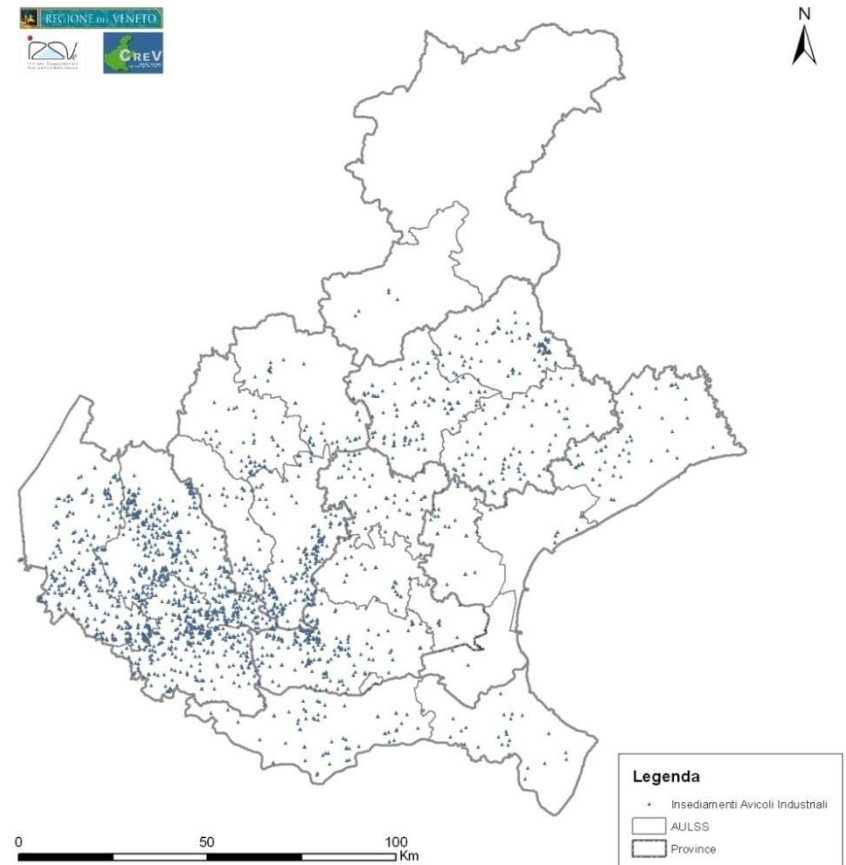 REGIONE DEL VENETO
N
CREV
Legenda
Insediamenti Avicoli Industriali
AULSS
Province
0 50 100
Km